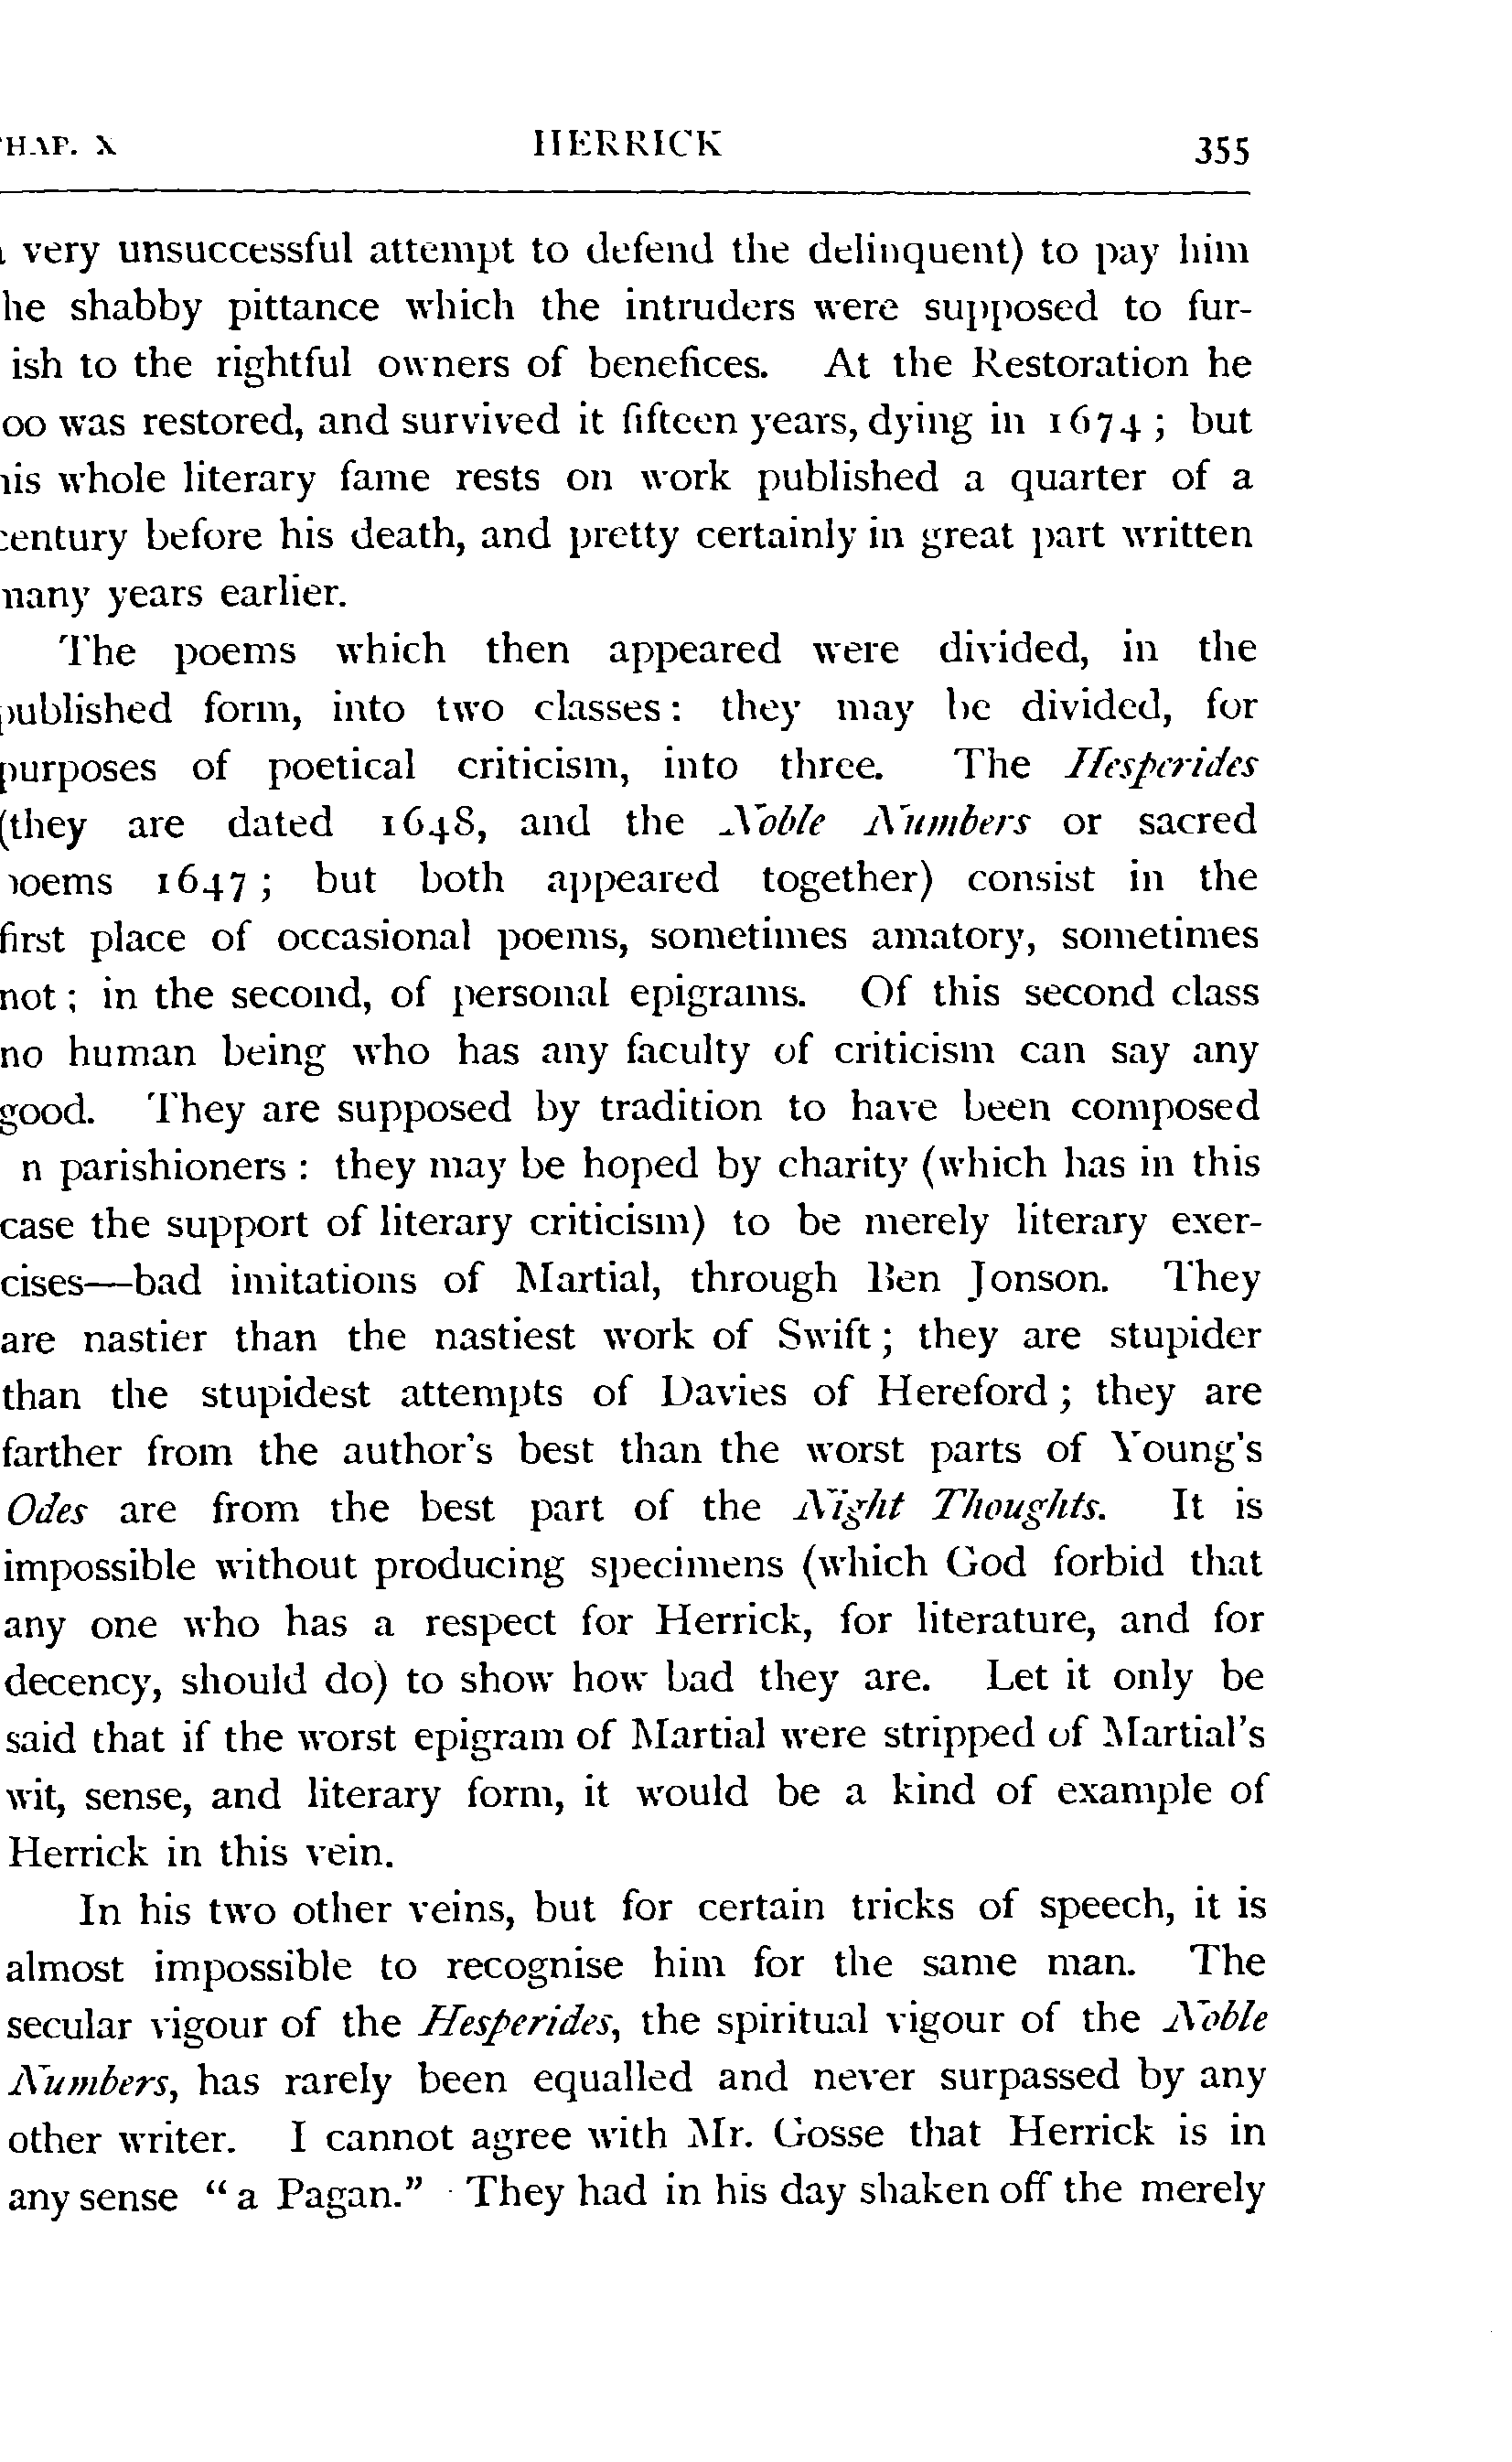 HAP. X HERRICK 355
very unsuccessful attempt to defend the delinquent) to pay him
he shabby pittance which the intruders were supposed to fur-
ish to the rightful owners of benefices. At the Restoration he
oo was restored, and survived it fifteen years, dying in 1674; but
is whole literary fame rests on work published a quarter of a
century before his death, and pretty certainly in great part written
many years earlier.
The poems which then appeared were divided, in the
published form, into two classes: they may be divided, for
purposes of poetical criticism, into three. The Hesperides
(they are dated 1648, and the Noble Numbers or sacred
poems 1647; but both appeared together) consist in the
first place of occasional poems, sometimes amatory, sometimes
not; in the second, of personal epigrams. Of this second class
no human being who has any faculty of criticism can say any
good. They are supposed by tradition to have been composed
n parishioners: they may be hoped by charity (which has in this
case the support of literary criticism) to be merely literary exer-
cises—bad imitations of Martial, through Ben Jonson. They
are nastier than the nastiest work of Swift; they are stupider
than the stupidest attempts of Davies of Hereford; they are
farther from the author's best than the worst parts of Young's
Odes are from the best part of the Night Thoughts. It is
impossible without producing specimens (which God forbid that
any one who has a respect for Herrick, for literature, and for
decency, should do) to show how bad they are. Let it only be
said that if the worst epigram of Martial were stripped of Martial's
wit, sense, and literary form, it would be a kind of example of
Herrick in this vein.
In his two other veins, but for certain tricks of speech, it is
almost impossible to recognise him for the same man. The
secular vigour of the Hesperides, the spiritual vigour of the Noble
Numbers, has rarely been equalled and never surpassed by any
other writer. I cannot agree with Mr. Gosse that Herrick is in
any sense "a Pagan." They had in his day shaken off the merely